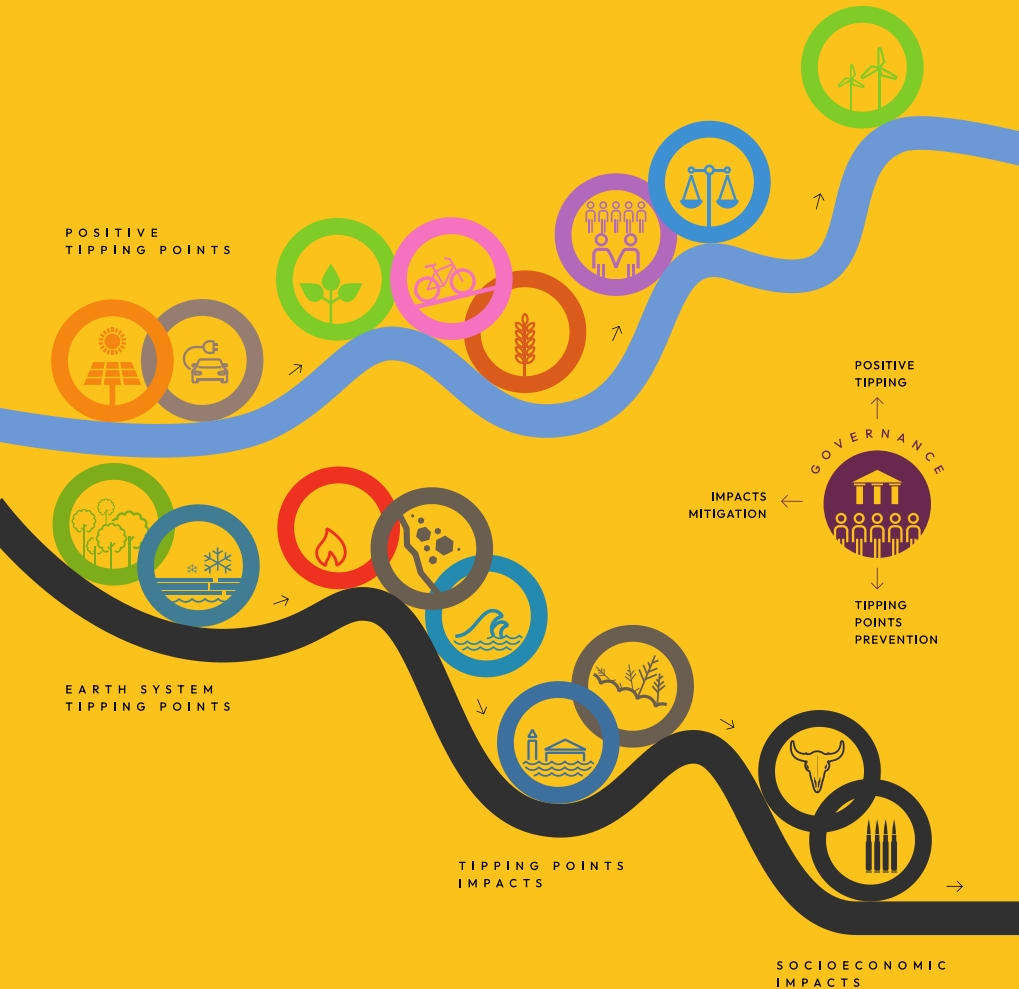 POSITIVE
TIPPING POINTS
POSITIVE
TIPPING
GOVERNANCE
IMPACTS
MITIGATION
TIPPING
POINTS
PREVENTION
EARTH SYSTEM
TIPPING POINTS
TIPPING POINTS
IMPACTS
SOCIOECONOMIC
IMPACTS